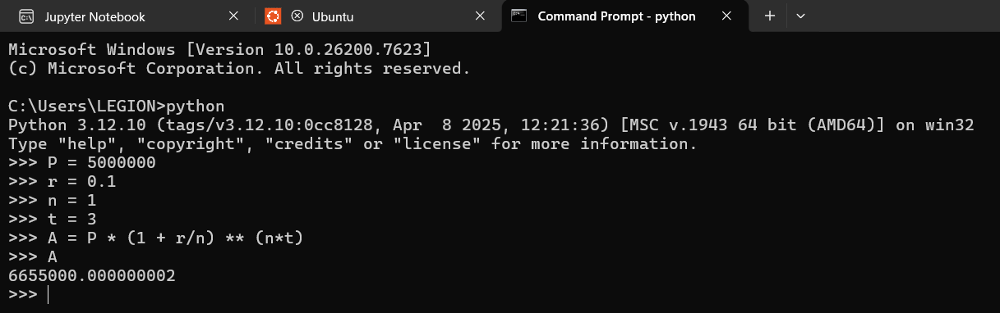 Jupyter Notebook
Ubuntu
Command Prompt - python
Microsoft Windows [Version 10.0.26200.7623]
(c) Microsoft Corporation. All rights reserved.
C:\Users\LEGION>python
Python 3.12.10 (tags/v3.12.10:0cc8128, Apr  8 2025, 12:21:36) [MSC v.1943 64 bit (AMD64)] on win32
Type "help", "copyright", "credits" or "license" for more information.
>>> P = 5000000
>>> r = 0.1
>>> n = 1
>>> t = 3
>>> A = P * (1 + r/n) ** (n*t)
>>> A
6655000.000000002
>>>